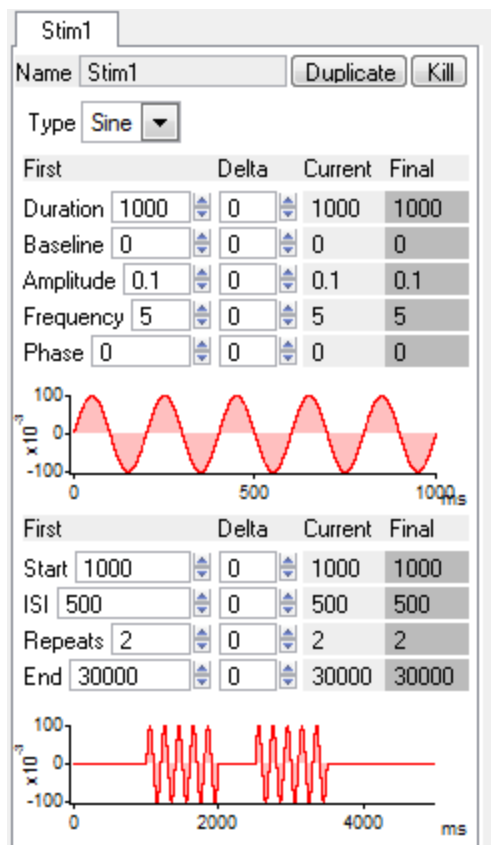 Stim1
Name Stim1 Duplicate Kill
Type Sine
First Delta Current Final
Duration 1000 0 1000 1000
Baseline 0 0 0 0
Amplitude 0.1 0 0.1 0.1
Frequency 5 0 5 5
Phase 0 0 0 0
100
0
-100
x10⁻³
0 500 1000 ms
First Delta Current Final
Start 1000 0 1000 1000
ISI 500 0 500 500
Repeats 2 0 2 2
End 30000 0 30000 30000
100
0
-100
x10⁻³
0 2000 4000 ms